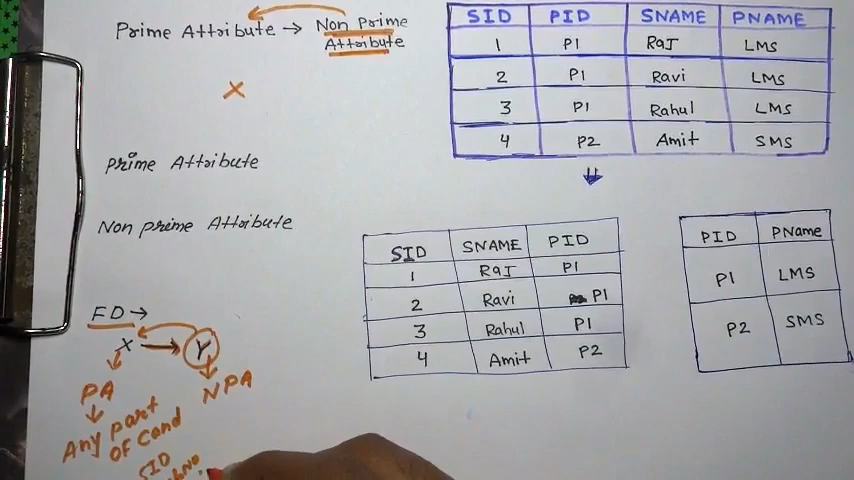 Prime Attribute → Non Prime
Attribute
×
Prime Attribute
Non prime Attribute
FD →
X → Y
PA
NPA
Any part
of Cand
SID
SID PID SNAME PNAME
1 P1 RaJ LMS
2 P1 Ravi LMS
3 P1 Rahul LMS
4 P2 Amit SMS
SID SNAME PID
1 RaJ P1
2 Ravi P1
3 Rahul P1
4 Amit P2
PID PName
P1 LMS
P2 SMS